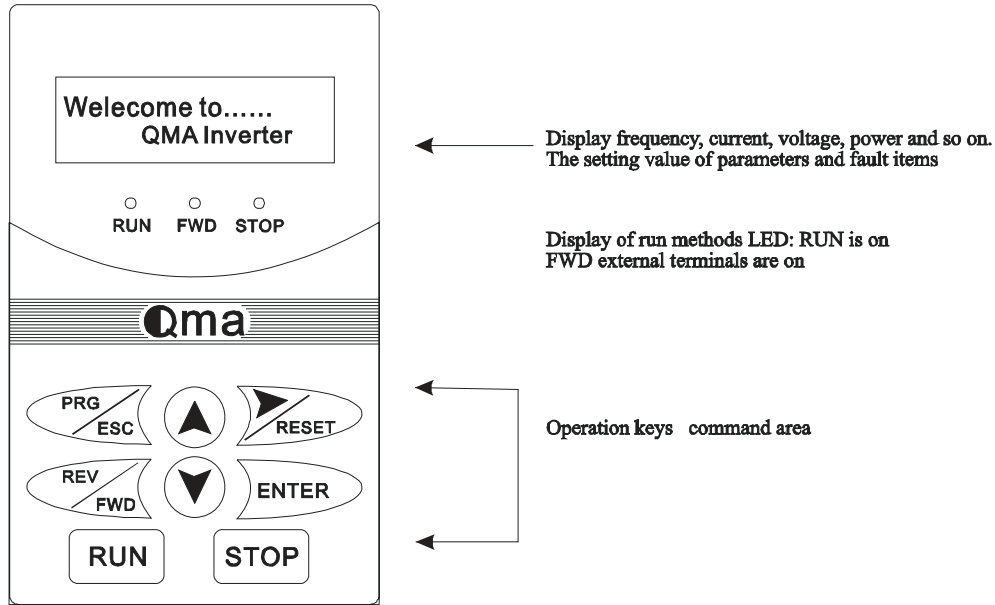 Welecome to......
QMA Inverter
RUN FWD STOP
Qma
PRG
ESC
RESET
REV
FWD
ENTER
RUN STOP
Display frequency, current, voltage, power and so on.
The setting value of parameters and fault items
Display of run methods LED: RUN is on
FWD external terminals are on
Operation keys command area